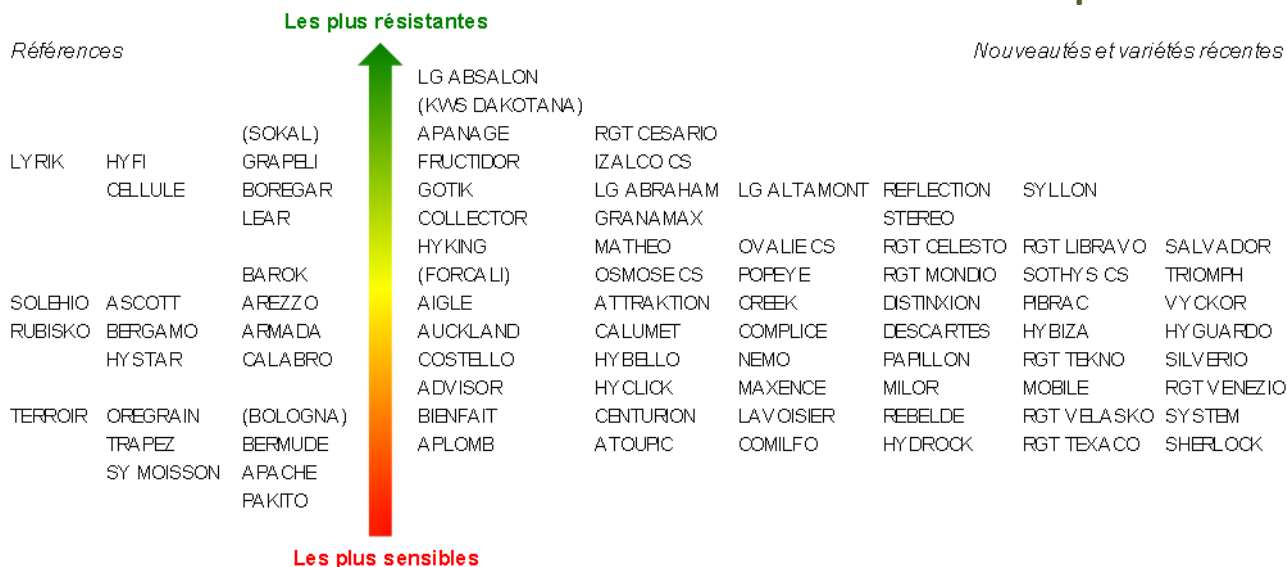 Les plus résistantes
Références
Nouveautés et variétés récentes
LG ABSALON
(KWS DAKOTANA)
(SOKAL) APANAGE RGT CESARIO
LYRIK HYFI GRAPELI FRUCTIDOR IZALCO CS
CELLULE BOREGAR GOTIK LG ABRAHAM LG ALTAMONT REFLECTION SYLLON
LEAR COLLECTOR GRANAMAX STEREO
HYKING MATHEO OVALIE CS RGT CELESTO RGT LIBRAVO SALVADOR
BAROK (FORCALI) OSMOSE CS POPEYE RGT MONDIO SOTHYS CS TRIOMPH
SOLEHIO ASCOTT AREZZO AIGLE ATTRAKTION CREEK DISTINXION PIBRAC VYCKOR
RUBISKO BERGAMO ARMADA AUCKLAND CALUMET COMPLICE DESCARTES HYBIZA HYGUARDO
HYSTAR CALABRO COSTELLO HYBELLO NEMO PAPILLON RGT TEKNO SILVERIO
ADVISOR HYCLICK MAXENCE MILOR MOBILE RGT VENEZIO
TERROIR OREGRAIN (BOLOGNA) BIENFAIT CENTURION LAVOISIER REBELDE RGT VELASKO SYSTEM
TRAPEZ BERMUDE APLOMB ATOUPIC COMILFO HYDROCK RGT TEXACO SHERLOCK
SY MOISSON APACHE
PAKITO
Les plus sensibles